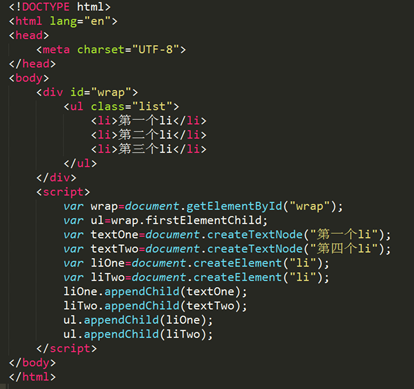 <!DOCTYPE html>
<html lang="en">
<head>
    <meta charset="UTF-8">
</head>
<body>
    <div id="wrap">
        <ul class="list">
            <li>第一个li</li>
            <li>第二个li</li>
            <li>第三个li</li>
        </ul>
    </div>
    <script>
        var wrap=document.getElementById("wrap");
        var ul=wrap.firstElementChild;
        var textOne=document.createTextNode("第一个li");
        var textTwo=document.createTextNode("第四个li");
        var liOne=document.createElement("li");
        var liTwo=document.createElement("li");
        liOne.appendChild(textOne);
        liTwo.appendChild(textTwo);
        ul.appendChild(liOne);
        ul.appendChild(liTwo);
    </script>
</body>
</html>